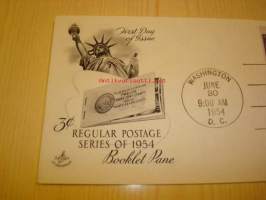 First Day
of Issue
3¢
REGULAR POSTAGE
SERIES OF 1954
Booklet Pane
WASHINGTON
JUNE
30
9:00 AM
1954
D. C.